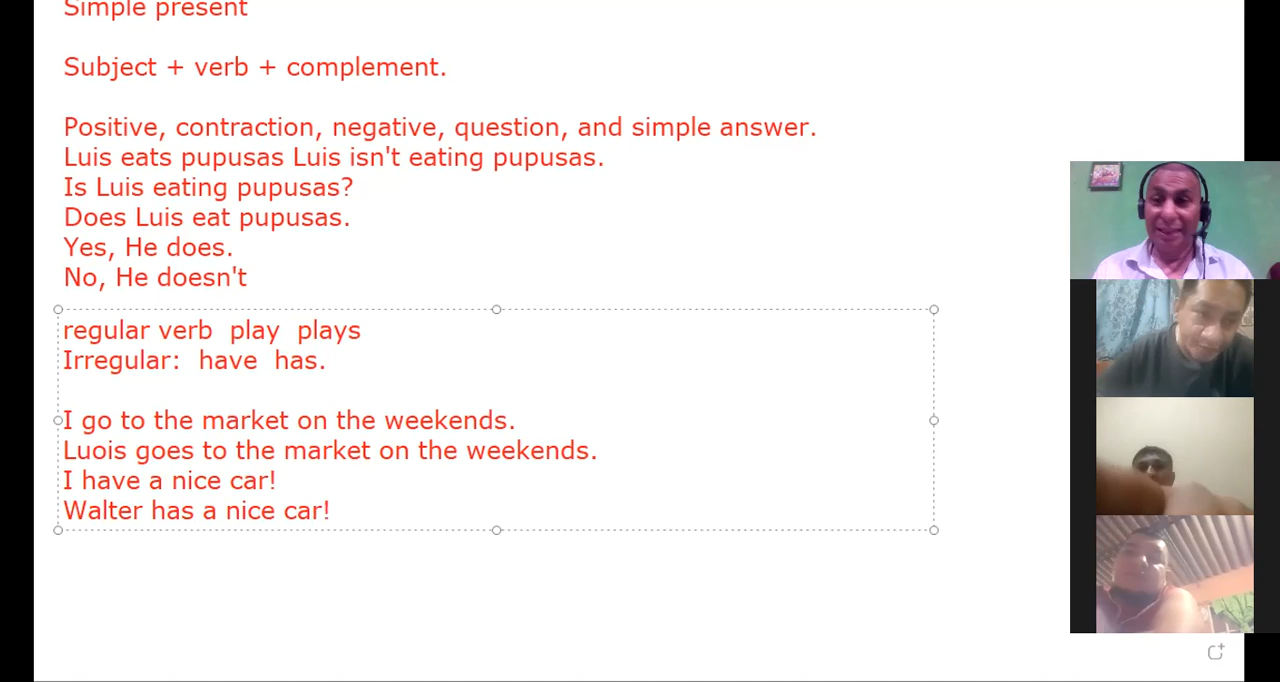 Simple present
Subject + verb + complement.
Positive, contraction, negative, question, and simple answer.
Luis eats pupusas Luis isn't eating pupusas.
Is Luis eating pupusas?
Does Luis eat pupusas.
Yes, He does.
No, He doesn't
regular verb  play  plays
Irregular:  have  has.
I go to the market on the weekends.
Luois goes to the market on the weekends.
I have a nice car!
Walter has a nice car!